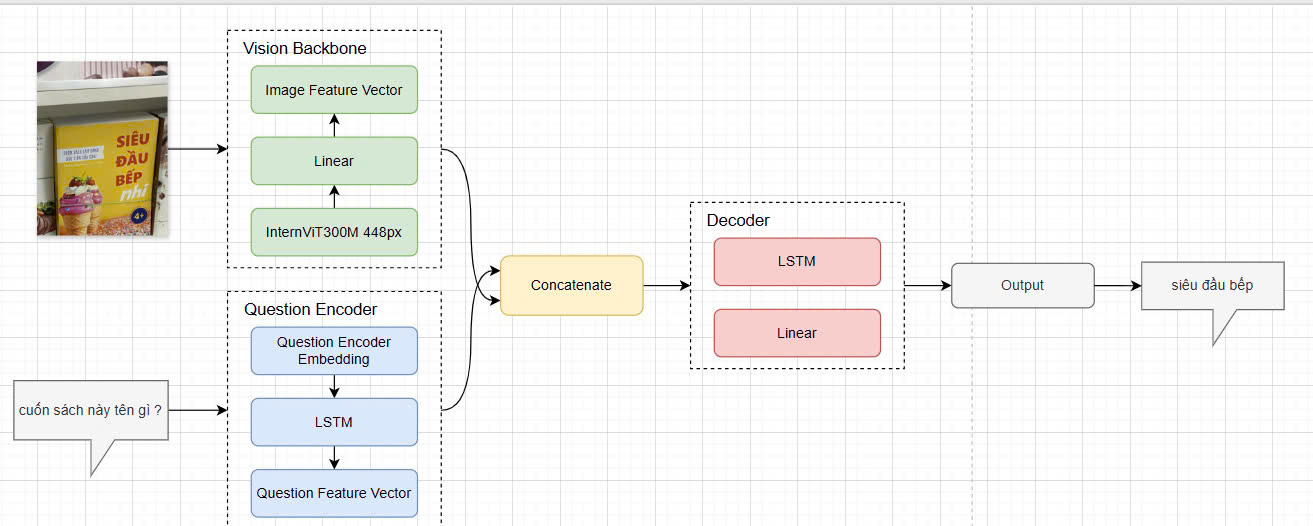 Vision Backbone
Image Feature Vector
Linear
InternViT300M 448px
SIÊU
ĐẦU
BẾP
nhí
4+
Question Encoder
Question Encoder
Embedding
LSTM
Question Feature Vector
cuốn sách này tên gì ?
Concatenate
Decoder
LSTM
Linear
Output
siêu đầu bếp